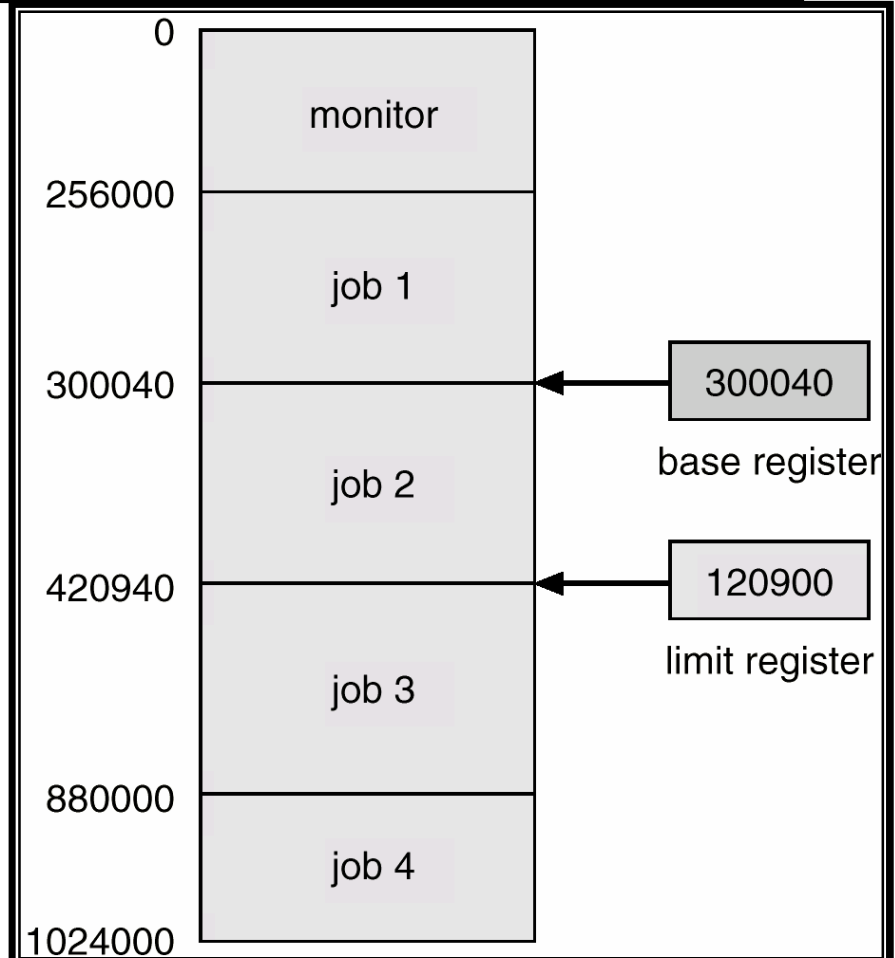 0
monitor
256000
job 1
300040
300040
base register
job 2
420940
120900
limit register
job 3
880000
job 4
1024000